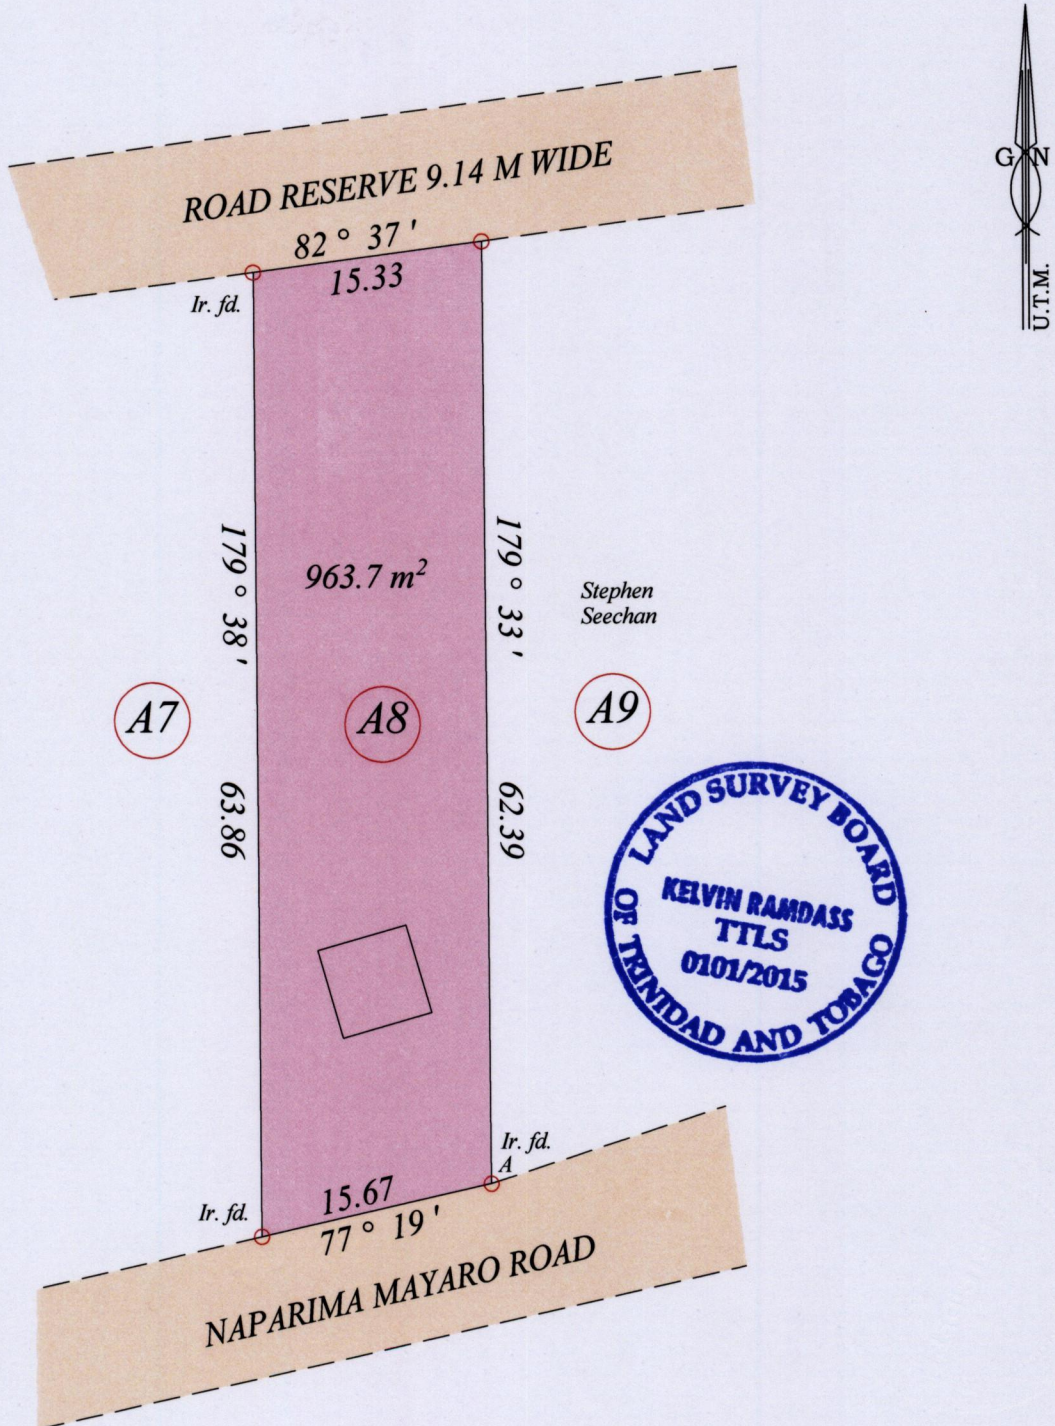 ROAD RESERVE 9.14 M WIDE
82 ° 37 '
15.33
Ir. fd.
G N
U.T.M.
179 ° 38 '
63.86
963.7 m²
179 ° 33 '
62.39
Stephen
Seechan
A7
A8
A9
LAND SURVEY BOARD
KELVIN RAMDASS
TTLS
0101/2015
OF TRINIDAD AND TOBAGO
Ir. fd.
A
Ir. fd.
15.67
77 ° 19 '
NAPARIMA MAYARO ROAD